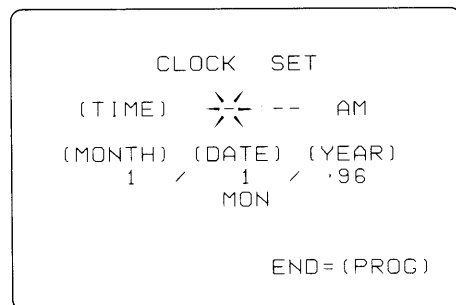 CLOCK SET
(TIME) -- : -- AM
(MONTH) (DATE) (YEAR)
1 / 1 / '96
MON
END=(PROG)